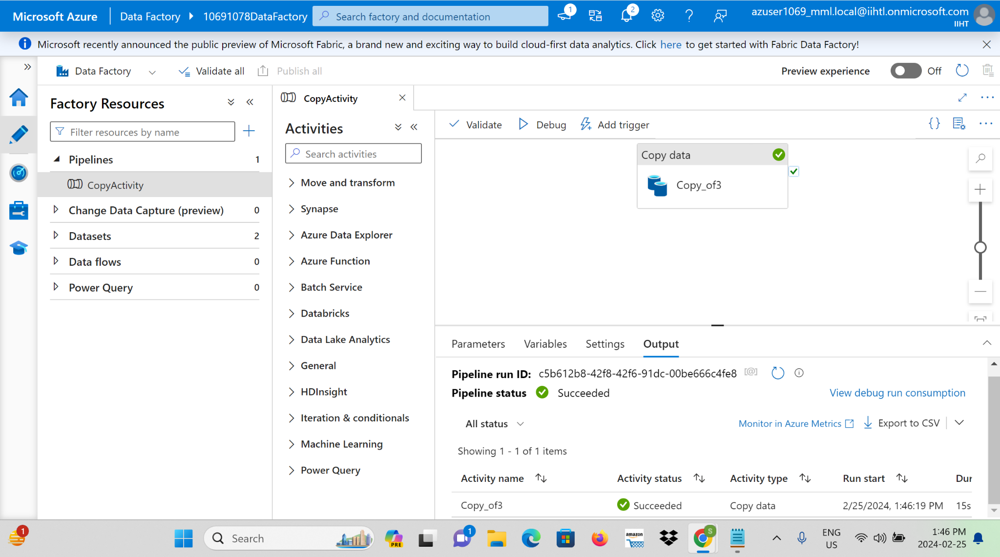 Microsoft Azure Data Factory 10691078DataFactory Search factory and documentation 1 2 azuser1069_mml.local@iihtl.onmicrosoft.com
IIHT
Microsoft recently announced the public preview of Microsoft Fabric, a brand new and exciting way to build cloud-first data analytics. Click here to get started with Fabric Data Factory!
Data Factory Validate all Publish all Preview experience Off
Factory Resources
Filter resources by name
Pipelines 1
CopyActivity
Change Data Capture (preview) 0
Datasets 2
Data flows 0
Power Query 0
CopyActivity
Activities
Search activities
Move and transform
Synapse
Azure Data Explorer
Azure Function
Batch Service
Databricks
Data Lake Analytics
General
HDInsight
Iteration & conditionals
Machine Learning
Power Query
Validate Debug Add trigger
Copy data
Copy_of3
Parameters Variables Settings Output
Pipeline run ID: c5b612b8-42f8-42f6-91dc-00be666c4fe8
Pipeline status Succeeded View debug run consumption
All status Monitor in Azure Metrics Export to CSV
Showing 1 - 1 of 1 items
Activity name Activity status Activity type Run start Dur
Copy_of3 Succeeded Copy data 2/25/2024, 1:46:19 PM 15s
1 Search PRE 1 amazon S ENG
US
1:46 PM
2024-02-25